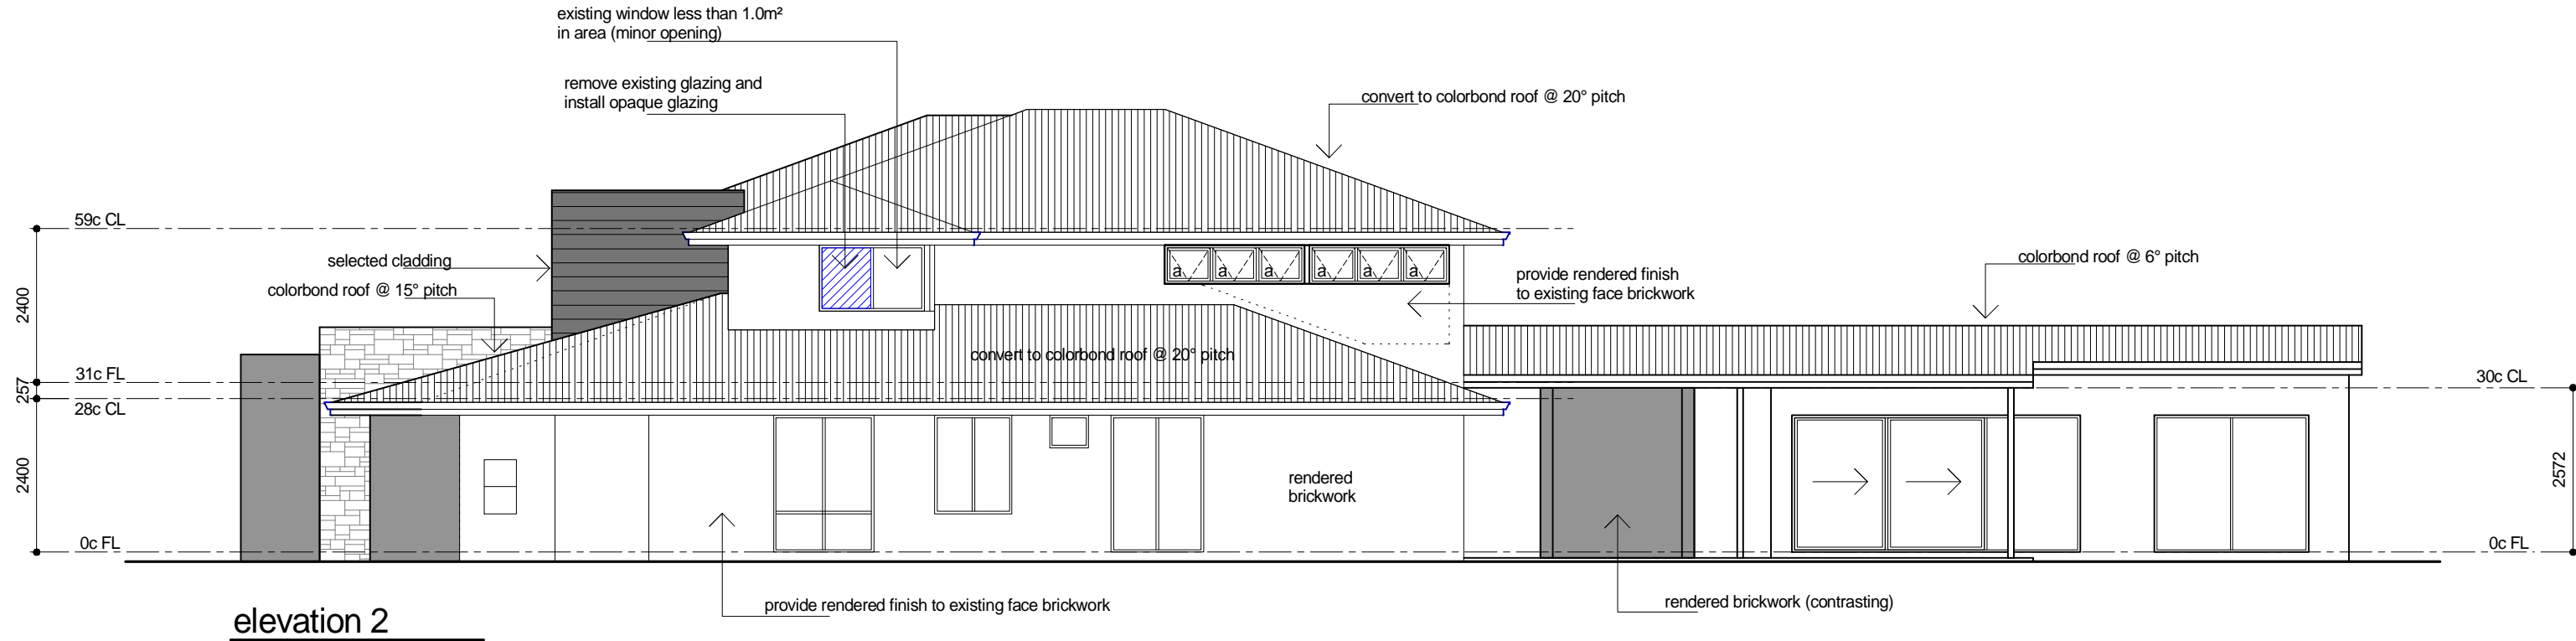 existing window less than 1.0m²
in area (minor opening)
remove existing glazing and
install opaque glazing
convert to colorbond roof @ 20° pitch
59c CL
selected cladding
colorbond roof @ 15° pitch
colorbond roof @ 6° pitch
a a a a a a
provide rendered finish
to existing face brickwork
2400
convert to colorbond roof @ 20° pitch
31c FL
257
28c CL
30c CL
2400
rendered
brickwork
2572
0c FL
0c FL
provide rendered finish to existing face brickwork
rendered brickwork (contrasting)
elevation 2